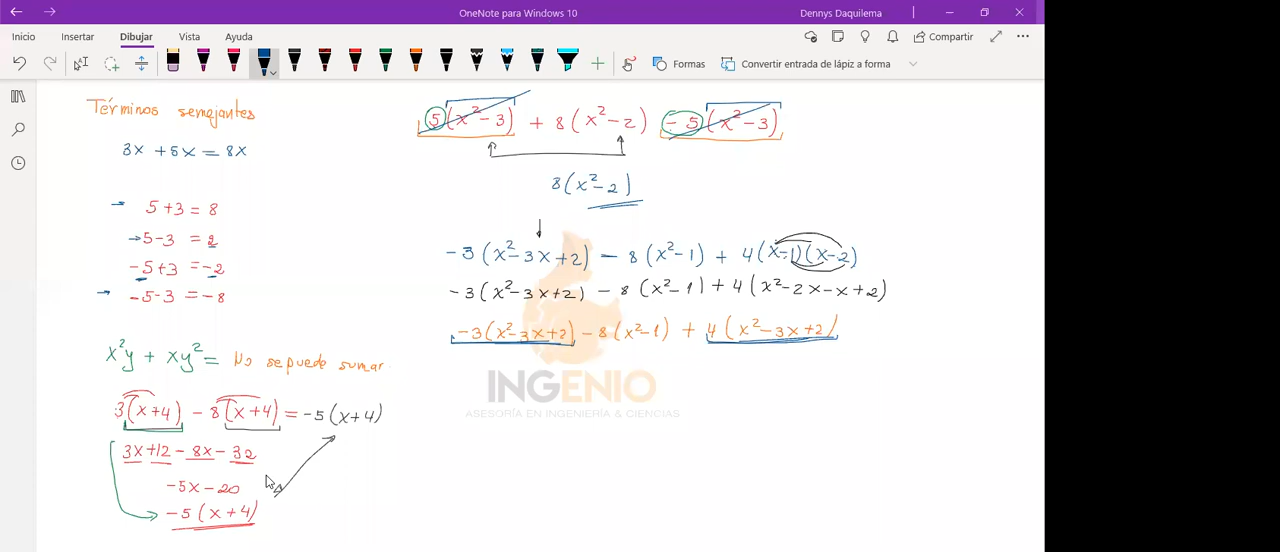 OneNote para Windows 10
Dennys Daquilema
Inicio Insertar Dibujar Vista Ayuda
Compartir
Formas
Convertir entrada de lápiz a forma
Términos semejantes
3x + 5x = 8x
5 + 3 = 8
5 - 3 = 2
-5 + 3 = -2
-5 - 3 = -8
x²y + xy² = No se puede sumar
3(x+4) - 8(x+4) = -5(x+4)
3x+12 - 8x - 32
-5x - 20
-5(x+4)
5(x²-3) + 8(x²-2) -5(x²-3)
8(x²-2)
-3(x²-3x+2) - 8(x²-1) + 4(x-1)(x-2)
-3(x²-3x+2) - 8(x²-1) + 4(x²-2x-x+2)
-3(x²-3x+2) - 8(x²-1) + 4(x²-3x+2)
INGENIO
ASESORÍA EN INGENIERÍA & CIENCIAS